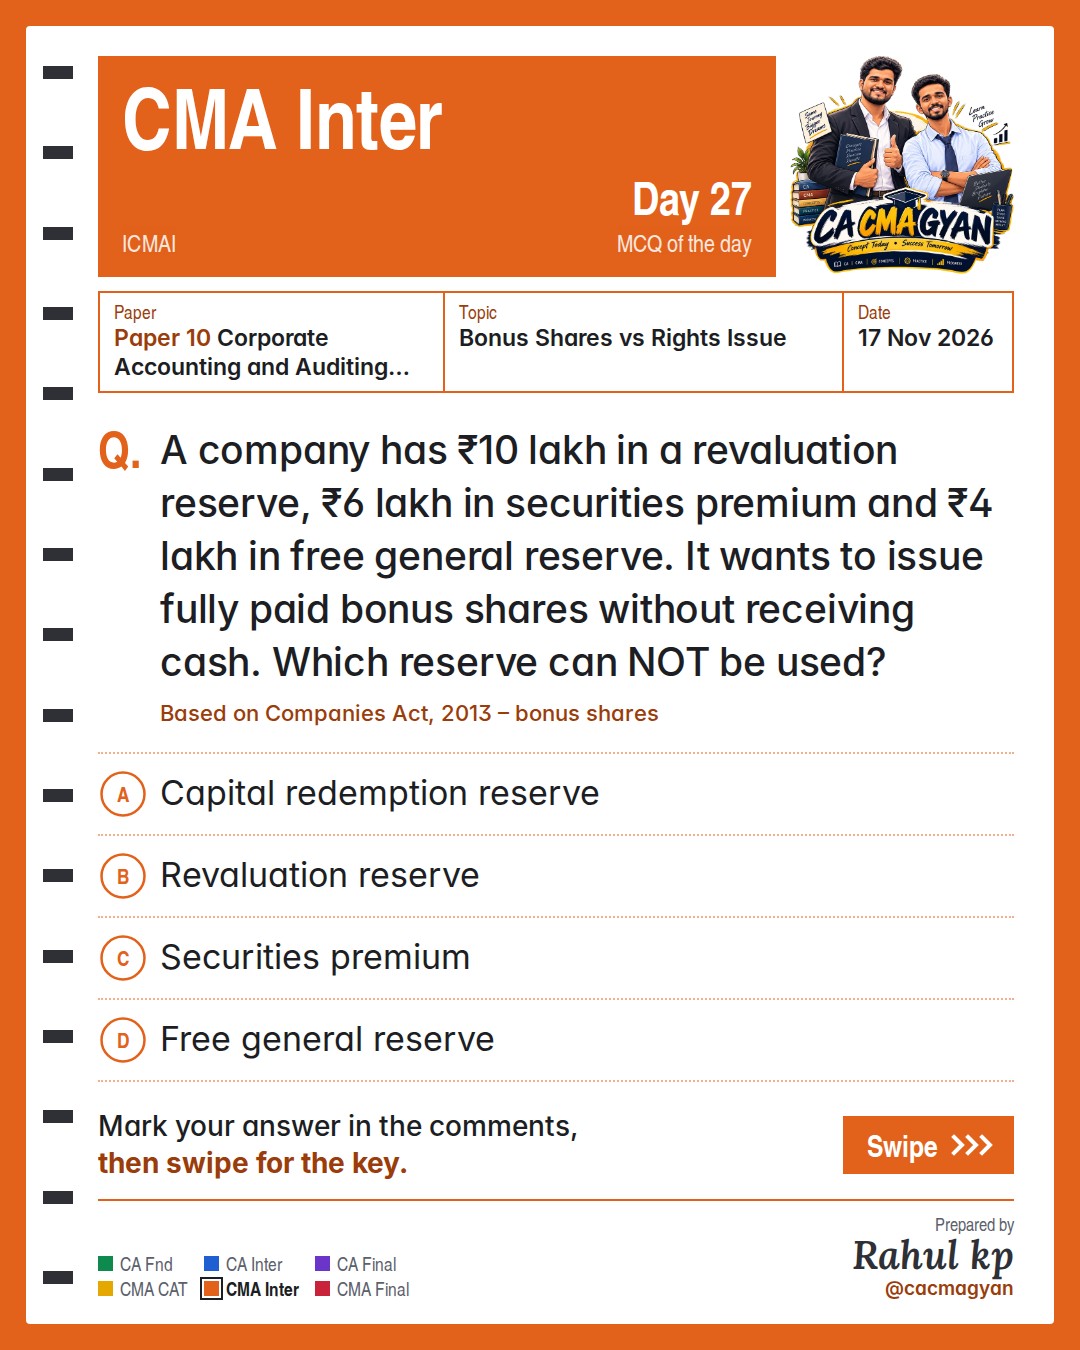 CMA Inter
Day 27
ICMAI
MCQ of the day
Learn
Practice
Grow
CA CMA GYAN
Concept Today • Success Tomorrow
Paper
Paper 10 Corporate
Accounting and Auditing...
Topic
Bonus Shares vs Rights Issue
Date
17 Nov 2026
Q. A company has ₹10 lakh in a revaluation
reserve, ₹6 lakh in securities premium and ₹4
lakh in free general reserve. It wants to issue
fully paid bonus shares without receiving
cash. Which reserve can NOT be used?
Based on Companies Act, 2013 – bonus shares
A Capital redemption reserve
B Revaluation reserve
C Securities premium
D Free general reserve
Mark your answer in the comments,
then swipe for the key.
Swipe
Prepared by
Rahul kp
@cacmagyan
CA Fnd CA Inter CA Final
CMA CAT CMA Inter CMA Final